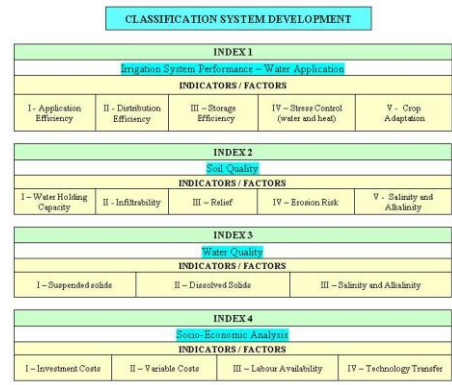 CLASSIFICATION SYSTEM DEVELOPMENT
INDEX 1
Irrigation System Performance – Water Application
INDICATORS / FACTORS
I - Application Efficiency
II - Distribution Efficiency
III – Storage Efficiency
IV – Stress Control (water and heat)
V - Crop Adaptation
INDEX 2
Soil Quality
INDICATORS / FACTORS
I – Water Holding Capacity
II - Infiltrability
III – Relief
IV – Erosion Risk
V - Salinity and Alkalinity
INDEX 3
Water Quality
INDICATORS / FACTORS
I – Suspended solids
II – Dissolved Solids
III – Salinity and Alkalinity
INDEX 4
Socio-Economic Analysis
INDICATORS / FACTORS
I – Investment Costs
II – Variable Costs
III – Labour Availability
IV – Technology Transfer